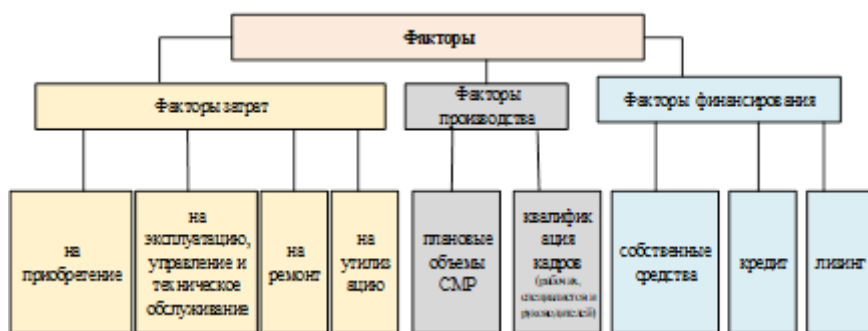 Факторы
Факторы затрат
Факторы
производства
Факторы финансирования
на
приобретение
на
эксплуатацию,
управление и
техническое
обслуживание
на
ремонт
на
утилиз
ацию
плановые
объемы
СМР
квалифик
ация
кадров
(рабочих,
специалистов и
руководителей)
собственные
средства
кредит
лизинг